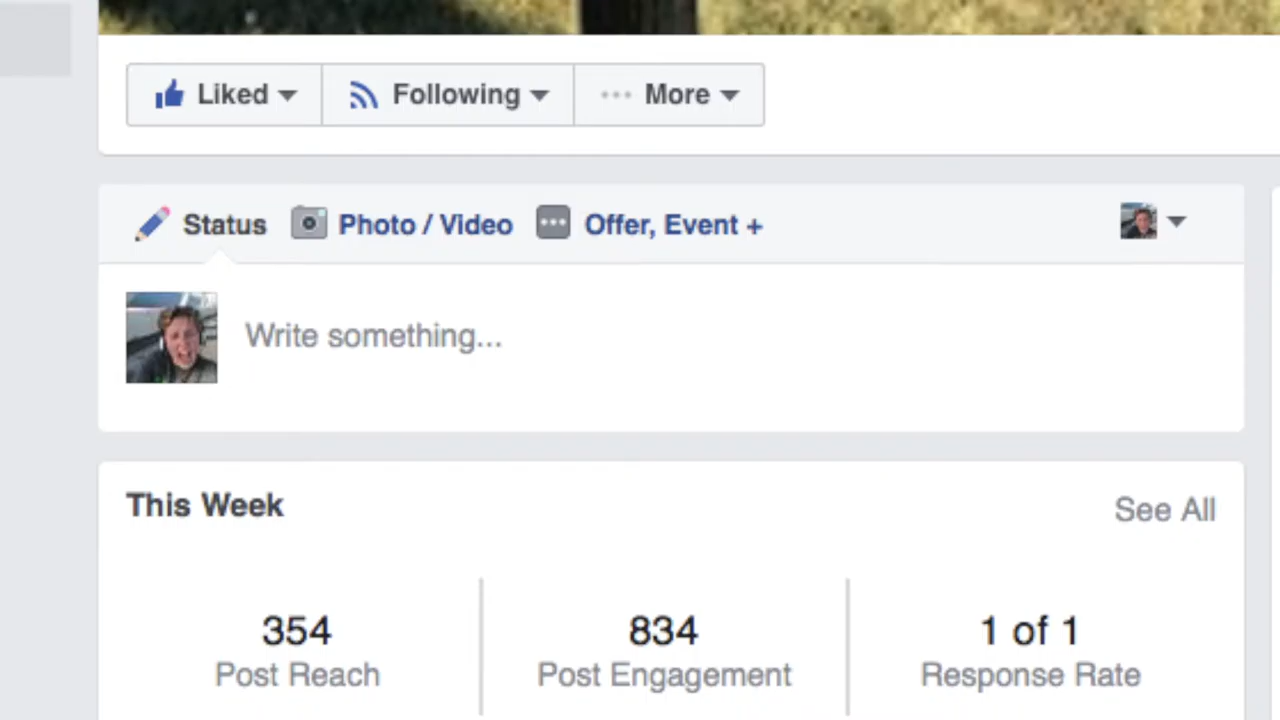 Liked Following More
Status Photo / Video Offer, Event +
Write something...
This Week See All
354 834 1 of 1
Post Reach Post Engagement Response Rate